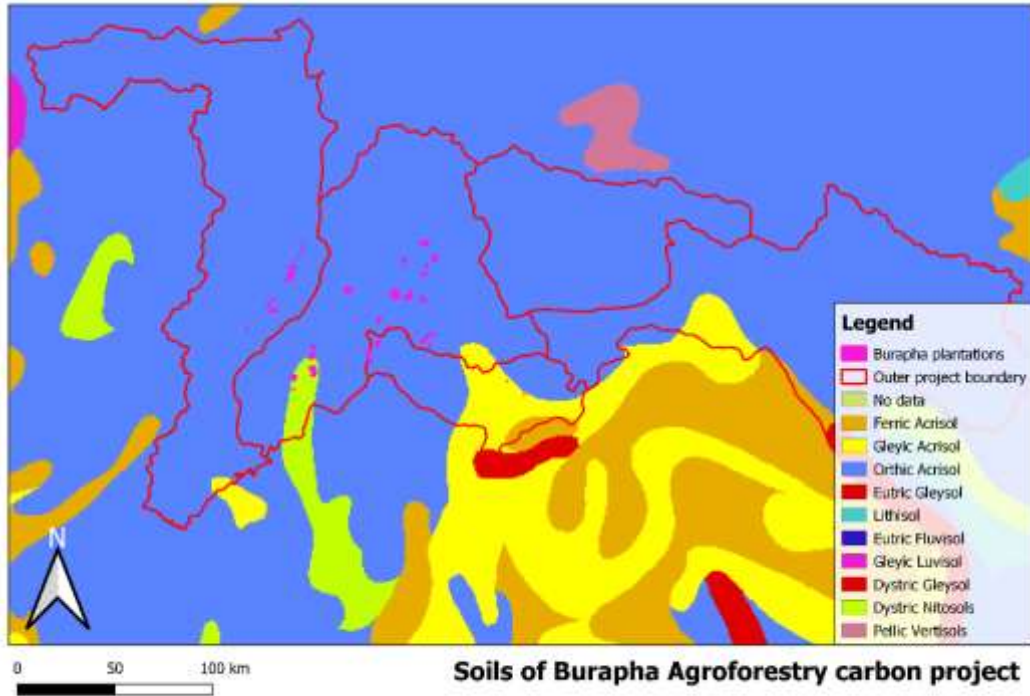 Legend
Burapha plantations
Outer project boundary
No data
Ferric Acrisol
Gleyic Acrisol
Orthic Acrisol
Eutric Gleysol
Lithisol
Eutric Fluvisol
Gleyic Luvisol
Dystric Gleysol
Dystric Nitosols
Pellic Vertisols
N
0 50 100 km
Soils of Burapha Agroforestry carbon project